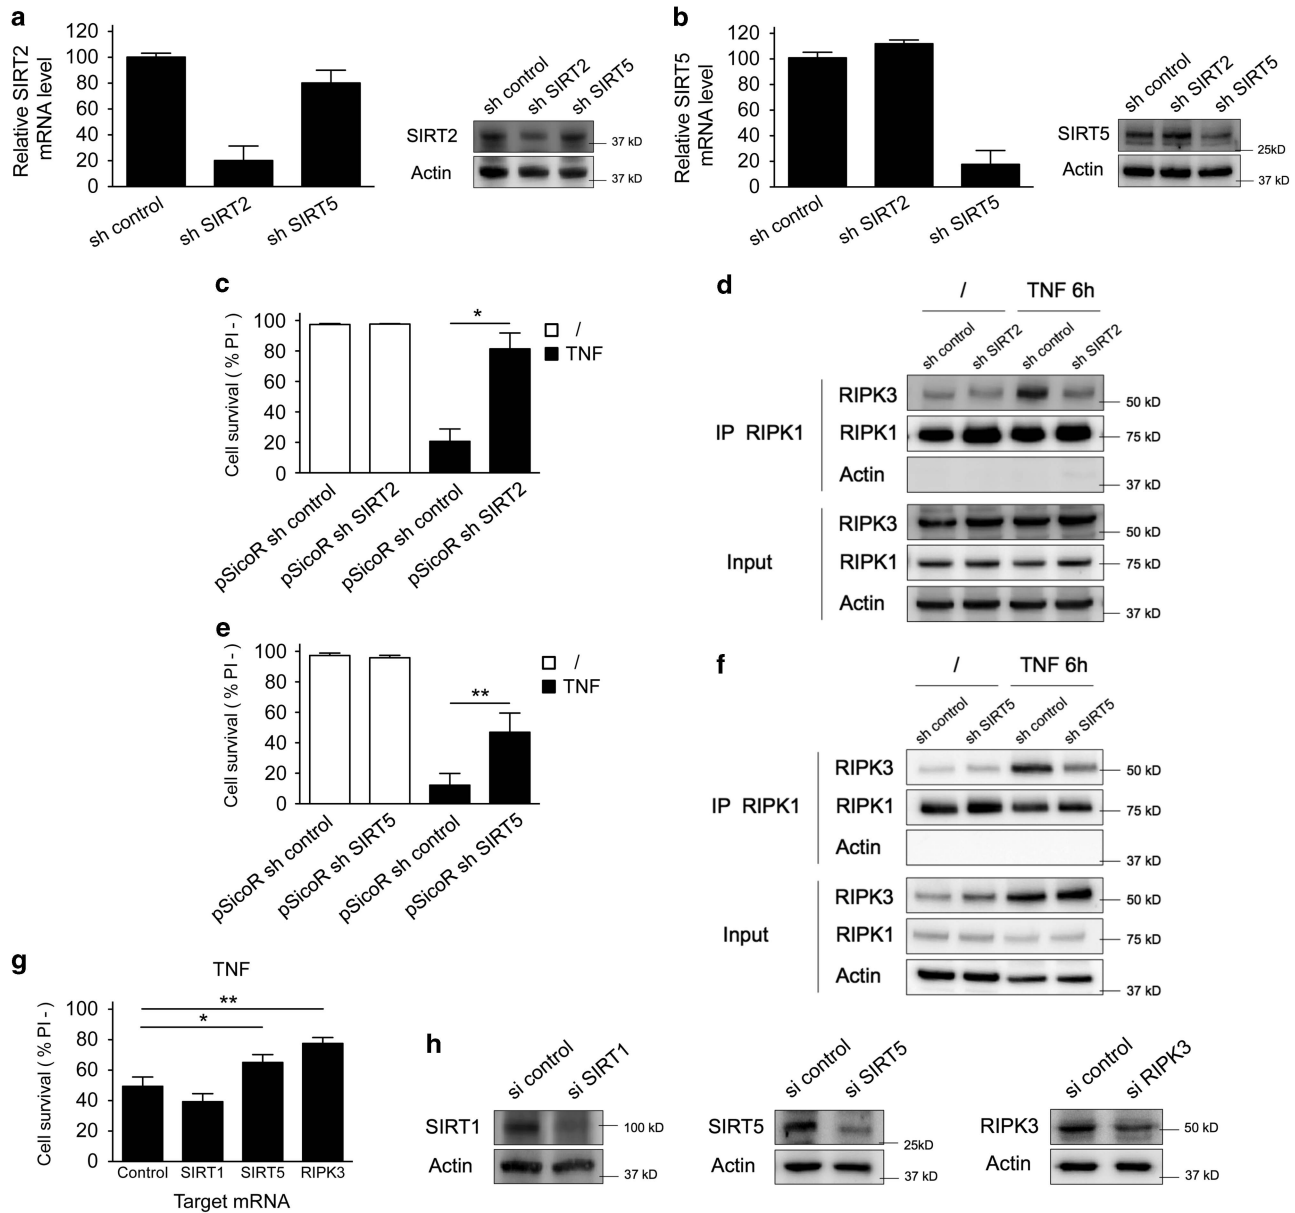 a
Relative SIRT2
mRNA level
120
100
80
60
40
20
0
sh control
sh SIRT2
sh SIRT5
sh control
sh SIRT2
sh SIRT5
SIRT2
37 kD
Actin
37 kD
b
Relative SIRT5
mRNA level
120
100
80
60
40
20
0
sh control
sh SIRT2
sh SIRT5
sh control
sh SIRT2
sh SIRT5
SIRT5
25kD
Actin
37 kD
c
Cell survival ( % PI - )
100
80
60
40
20
0
*
/
TNF
pSicoR sh control
pSicoR sh SIRT2
pSicoR sh control
pSicoR sh SIRT2
d
/
TNF 6h
sh control
sh SIRT2
sh control
sh SIRT2
IP RIPK1
RIPK3
50 kD
RIPK1
75 kD
Actin
37 kD
Input
RIPK3
50 kD
RIPK1
75 kD
Actin
37 kD
e
Cell survival ( % PI - )
100
80
60
40
20
0
**
/
TNF
pSicoR sh control
pSicoR sh SIRT5
pSicoR sh control
pSicoR sh SIRT5
f
/
TNF 6h
sh control
sh SIRT5
sh control
sh SIRT5
IP RIPK1
RIPK3
50 kD
RIPK1
75 kD
Actin
37 kD
Input
RIPK3
50 kD
RIPK1
75 kD
Actin
37 kD
g
TNF
Cell survival ( % PI - )
100
80
60
40
20
0
**
*
Control
SIRT1
SIRT5
RIPK3
Target mRNA
h
si control
si SIRT1
SIRT1
100 kD
Actin
37 kD
si control
si SIRT5
SIRT5
25kD
Actin
37 kD
si control
si RIPK3
RIPK3
50 kD
Actin
37 kD